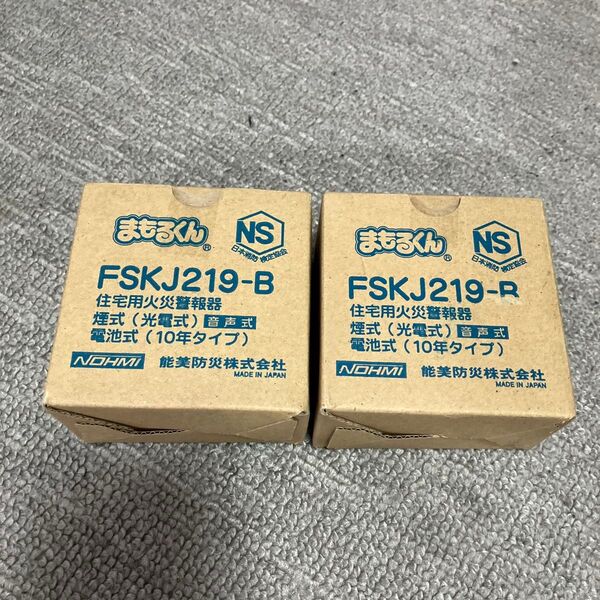 まもるくん®
NS
日本消防検定協会
FSKJ219-B
住宅用火災警報器
煙式(光電式) 音声式
電池式(10年タイプ)
NOHMI 能美防災株式会社
MADE IN JAPAN
まもるくん®
NS
日本消防検定協会
FSKJ219-B
住宅用火災警報器
煙式(光電式) 音声式
電池式(10年タイプ)
NOHMI 能美防災株式会社
MADE IN JAPAN